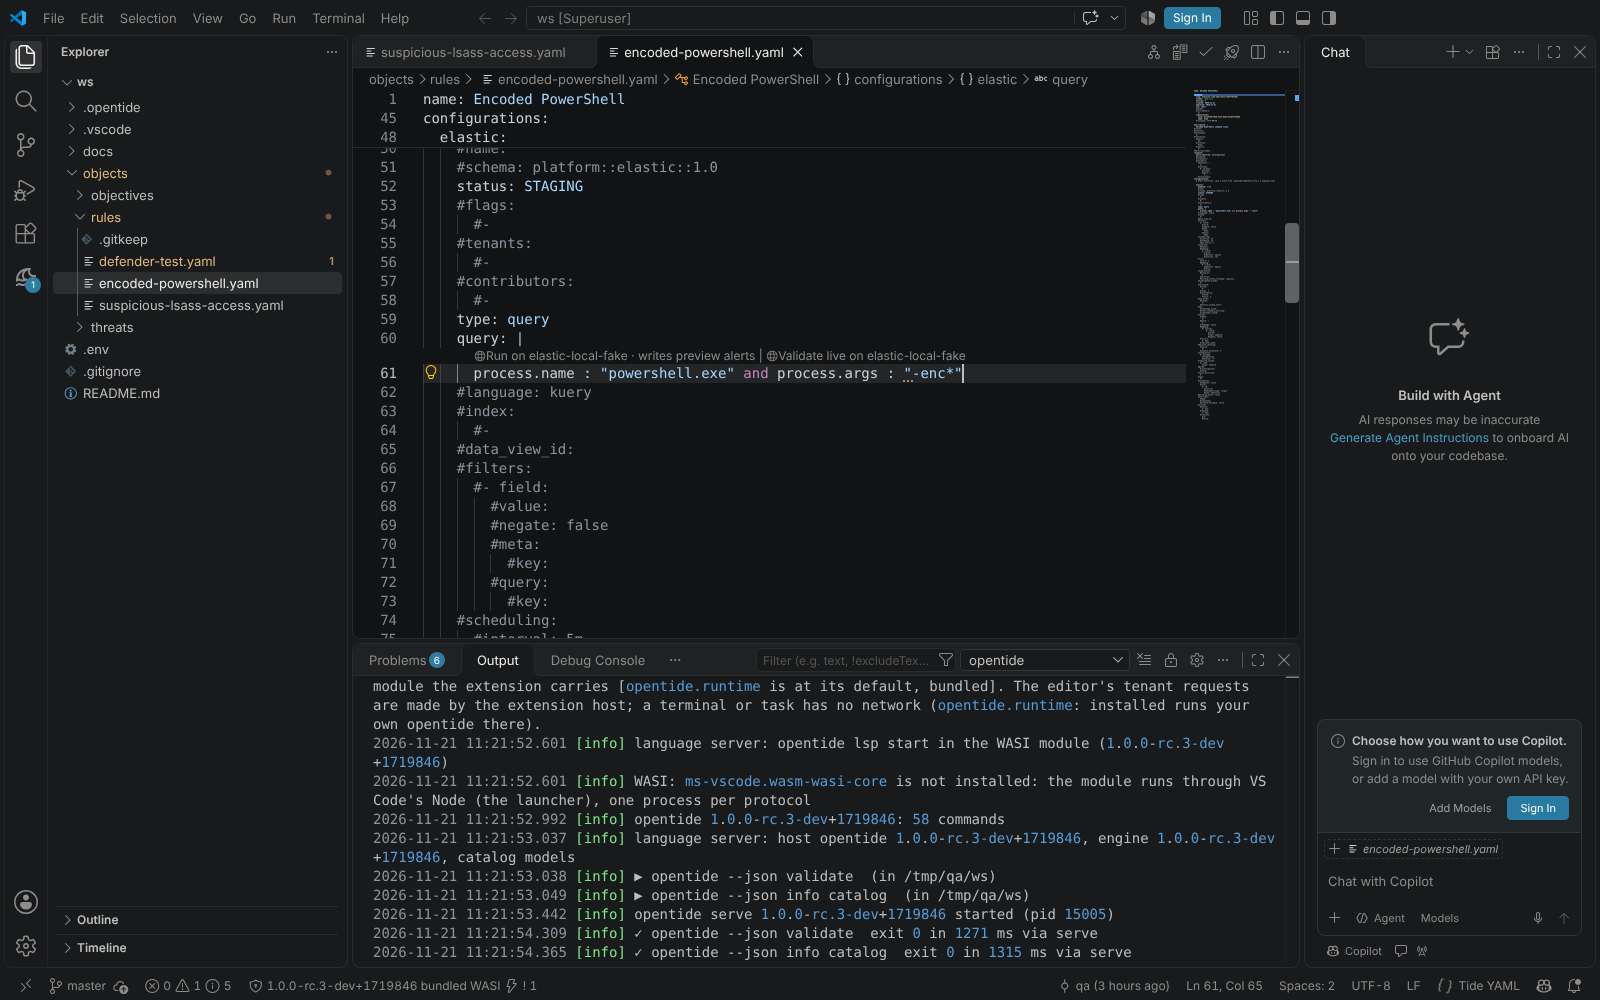 File Edit Selection View Go Run Terminal Help
ws [Superuser]
Sign In
Explorer
ws
.opentide
.vscode
docs
objects
objectives
rules
.gitkeep
defender-test.yaml 1
encoded-powershell.yaml
suspicious-lsass-access.yaml
threats
.env
.gitignore
README.md
Outline
Timeline
1
suspicious-lsass-access.yaml
encoded-powershell.yaml
objects > rules > encoded-powershell.yaml > Encoded PowerShell > {} configurations > {} elastic > abc query
1 name: Encoded PowerShell
45 configurations:
48 elastic:
50 #name:
51 #schema: platform::elastic::1.0
52 status: STAGING
53 #flags:
54 #-
55 #tenants:
56 #-
57 #contributors:
58 #-
59 type: query
60 query: |
Run on elastic-local-fake · writes preview alerts | Validate live on elastic-local-fake
61 process.name : "powershell.exe" and process.args : "-enc*"
62 #language: kuery
63 #index:
64 #-
65 #data_view_id:
66 #filters:
67 #- field:
68 #value:
69 #negate: false
70 #meta:
71 #key:
72 #query:
73 #key:
74 #scheduling:
75 #interval: 5m
Problems 6 Output Debug Console
Filter (e.g. text, !excludeTex...
opentide
module the extension carries [opentide.runtime is at its default, bundled]. The editor's tenant requests
are made by the extension host; a terminal or task has no network (opentide.runtime: installed runs your
own opentide there).
2026-11-21 11:21:52.601 [info] language server: opentide lsp start in the WASI module (1.0.0-rc.3-dev
+1719846)
2026-11-21 11:21:52.601 [info] WASI: ms-vscode.wasm-wasi-core is not installed: the module runs through VS
Code's Node (the launcher), one process per protocol
2026-11-21 11:21:52.992 [info] opentide 1.0.0-rc.3-dev+1719846: 58 commands
2026-11-21 11:21:53.037 [info] language server: host opentide 1.0.0-rc.3-dev+1719846, engine 1.0.0-rc.3-dev
+1719846, catalog models
2026-11-21 11:21:53.038 [info] ▶ opentide --json validate (in /tmp/qa/ws)
2026-11-21 11:21:53.049 [info] ▶ opentide --json info catalog (in /tmp/qa/ws)
2026-11-21 11:21:53.442 [info] opentide serve 1.0.0-rc.3-dev+1719846 started (pid 15005)
2026-11-21 11:21:54.309 [info] ✓ opentide --json validate exit 0 in 1271 ms via serve
2026-11-21 11:21:54.365 [info] ✓ opentide --json info catalog exit 0 in 1315 ms via serve
Chat
Build with Agent
AI responses may be inaccurate
Generate Agent Instructions to onboard AI
onto your codebase.
Choose how you want to use Copilot.
Sign in to use GitHub Copilot models,
or add a model with your own API key.
Add Models Sign In
encoded-powershell.yaml
Chat with Copilot
Agent Models
Copilot
master 0 1 5 1.0.0-rc.3-dev+1719846 bundled WASI ! 1
qa (3 hours ago) Ln 61, Col 65 Spaces: 2 UTF-8 LF {} Tide YAML